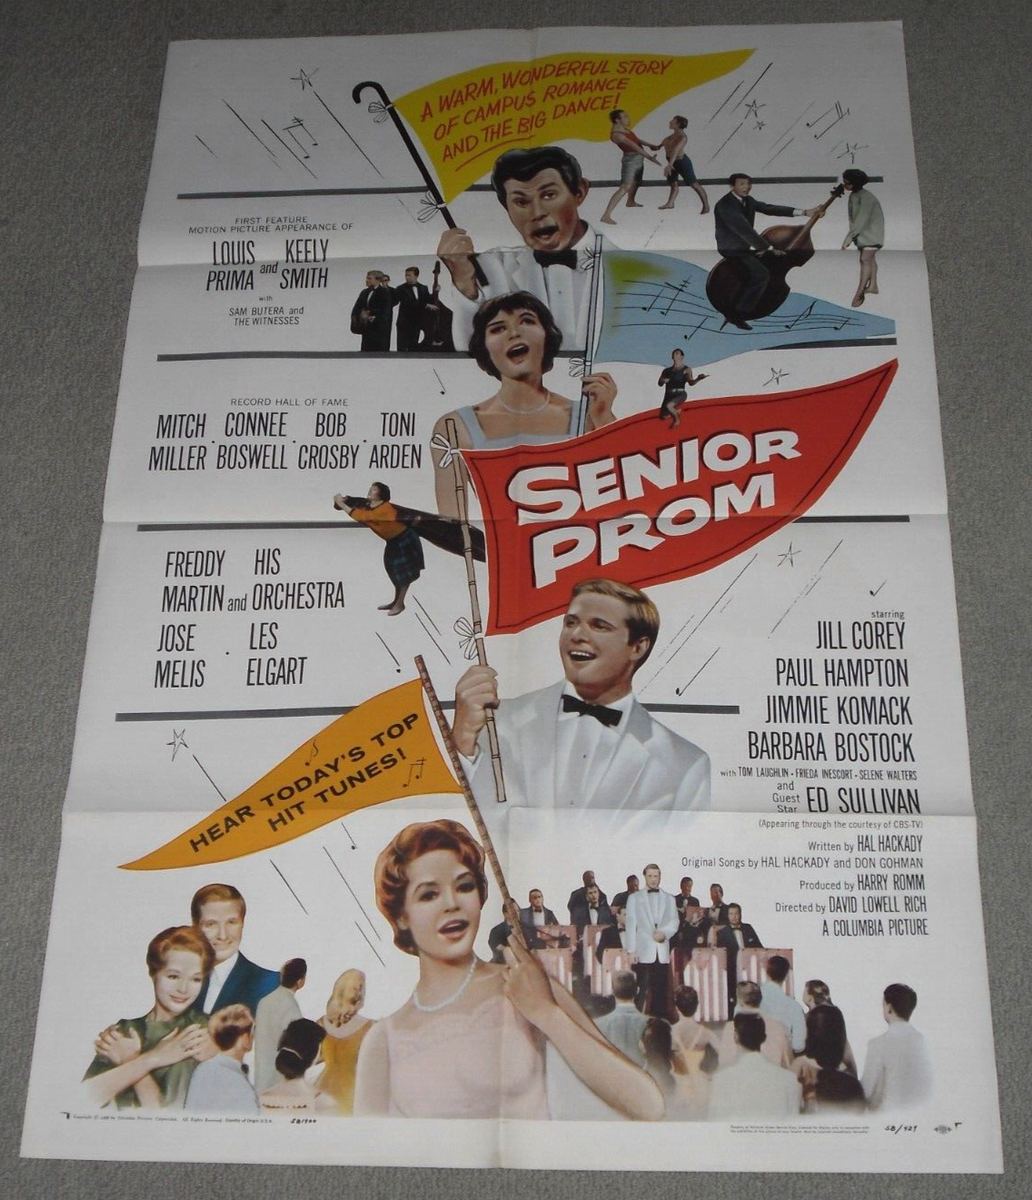 A WARM, WONDERFUL STORY
OF CAMPUS ROMANCE
AND THE BIG DANCE!
FIRST FEATURE
MOTION PICTURE APPEARANCE OF
LOUIS PRIMA and KEELY SMITH
with
SAM BUTERA and
THE WITNESSES
RECORD HALL OF FAME
MITCH MILLER · CONNEE BOSWELL · BOB CROSBY · TONI ARDEN
SENIOR
PROM
FREDDY MARTIN and HIS ORCHESTRA
JOSE MELIS · LES ELGART
starring
JILL COREY
PAUL HAMPTON
JIMMIE KOMACK
BARBARA BOSTOCK
with TOM LAUGHLIN · FRIEDA INESCORT · SELENE WALTERS
and
Guest Star ED SULLIVAN
(Appearing through the courtesy of CBS-TV)
Written by HAL HACKADY
Original Songs by HAL HACKADY and DON GOHMAN
Produced by HARRY ROMM
Directed by DAVID LOWELL RICH
A COLUMBIA PICTURE
HEAR TODAY'S TOP
HIT TUNES!
58/427